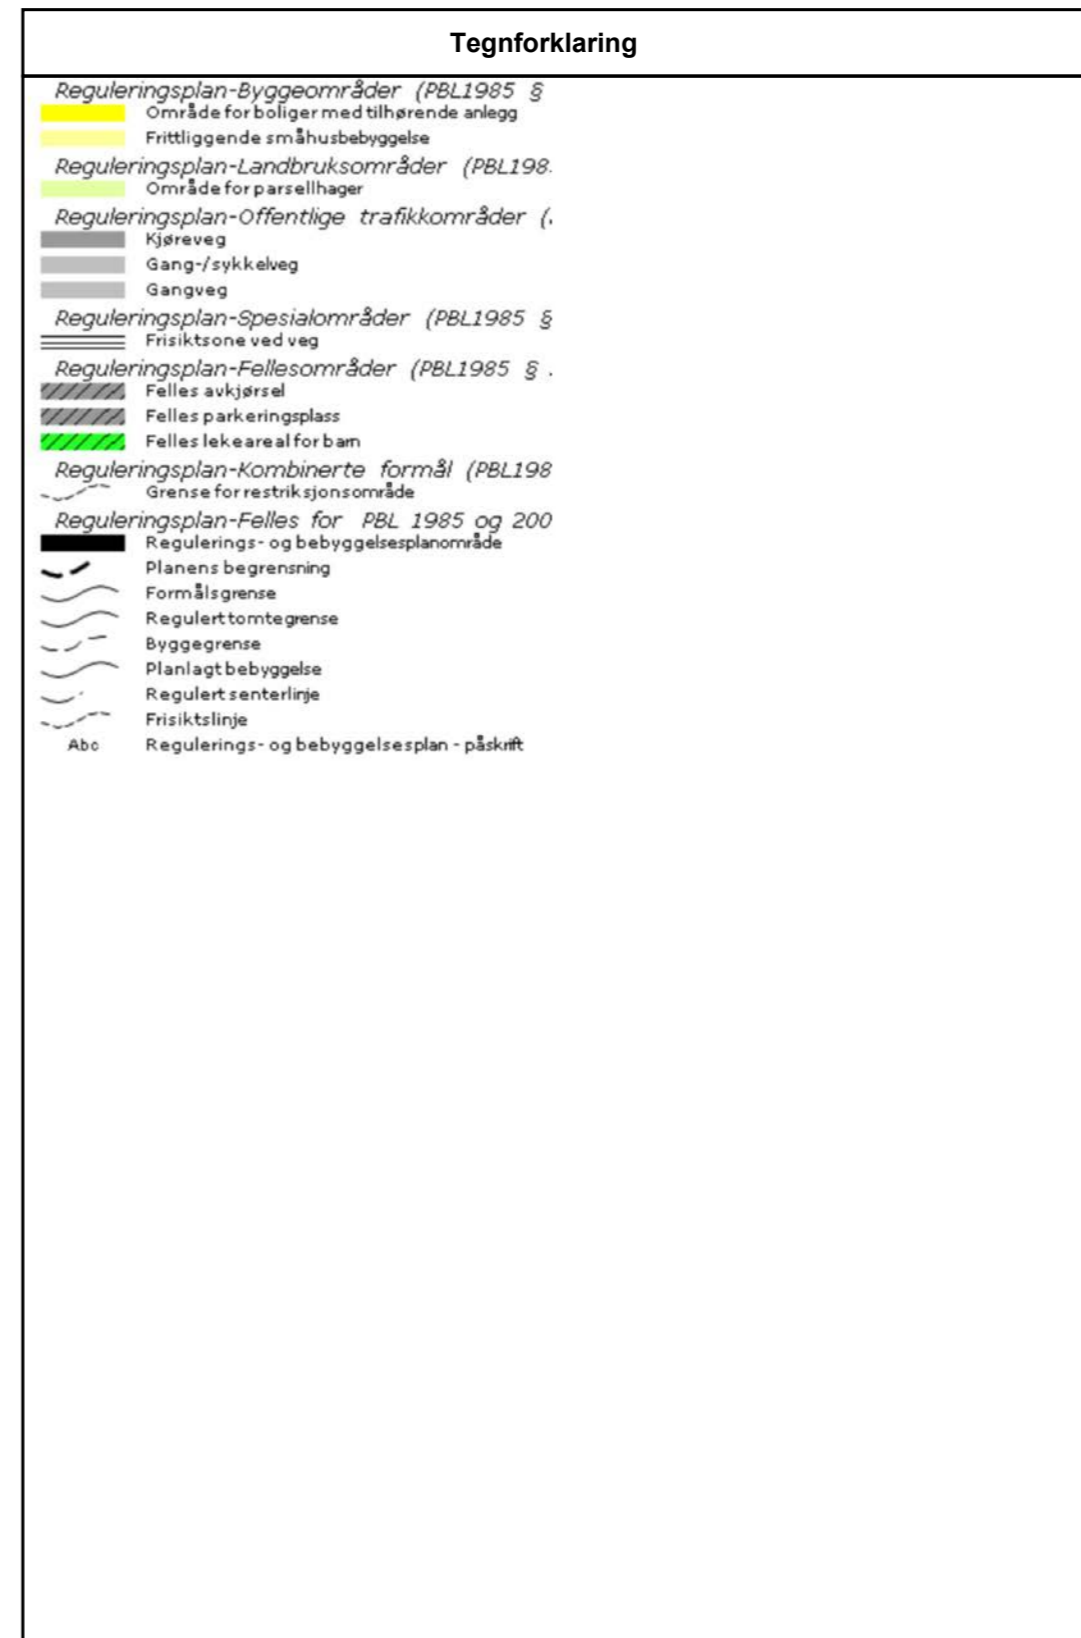 Tegnforklaring
Reguleringsplan-Byggeområder (PBL1985 §
Område for boliger med tilhørende anlegg
Frittliggende småhusbebyggelse
Reguleringsplan-Landbruksområder (PBL198
Område for parsellhager
Reguleringsplan-Offentlige trafikkområder (
Kjøreveg
Gang-/sykkelveg
Gangveg
Reguleringsplan-Spesialområder (PBL1985 §
Frisiktsone ved veg
Reguleringsplan-Fellesområder (PBL1985 §
Felles avkjørsel
Felles parkeringsplass
Felles lekeareal for barn
Reguleringsplan-Kombinerte formål (PBL198
Grense for restriksjonsområde
Reguleringsplan-Felles for PBL 1985 og 200
Regulerings- og bebyggelsesplanområde
Planens begrensning
Formålsgrense
Regulert tomtegrense
Byggegrense
Planlagt bebyggelse
Regulert senterlinje
Frisiktslinje
Abc Regulerings- og bebyggelsesplan - påskrift